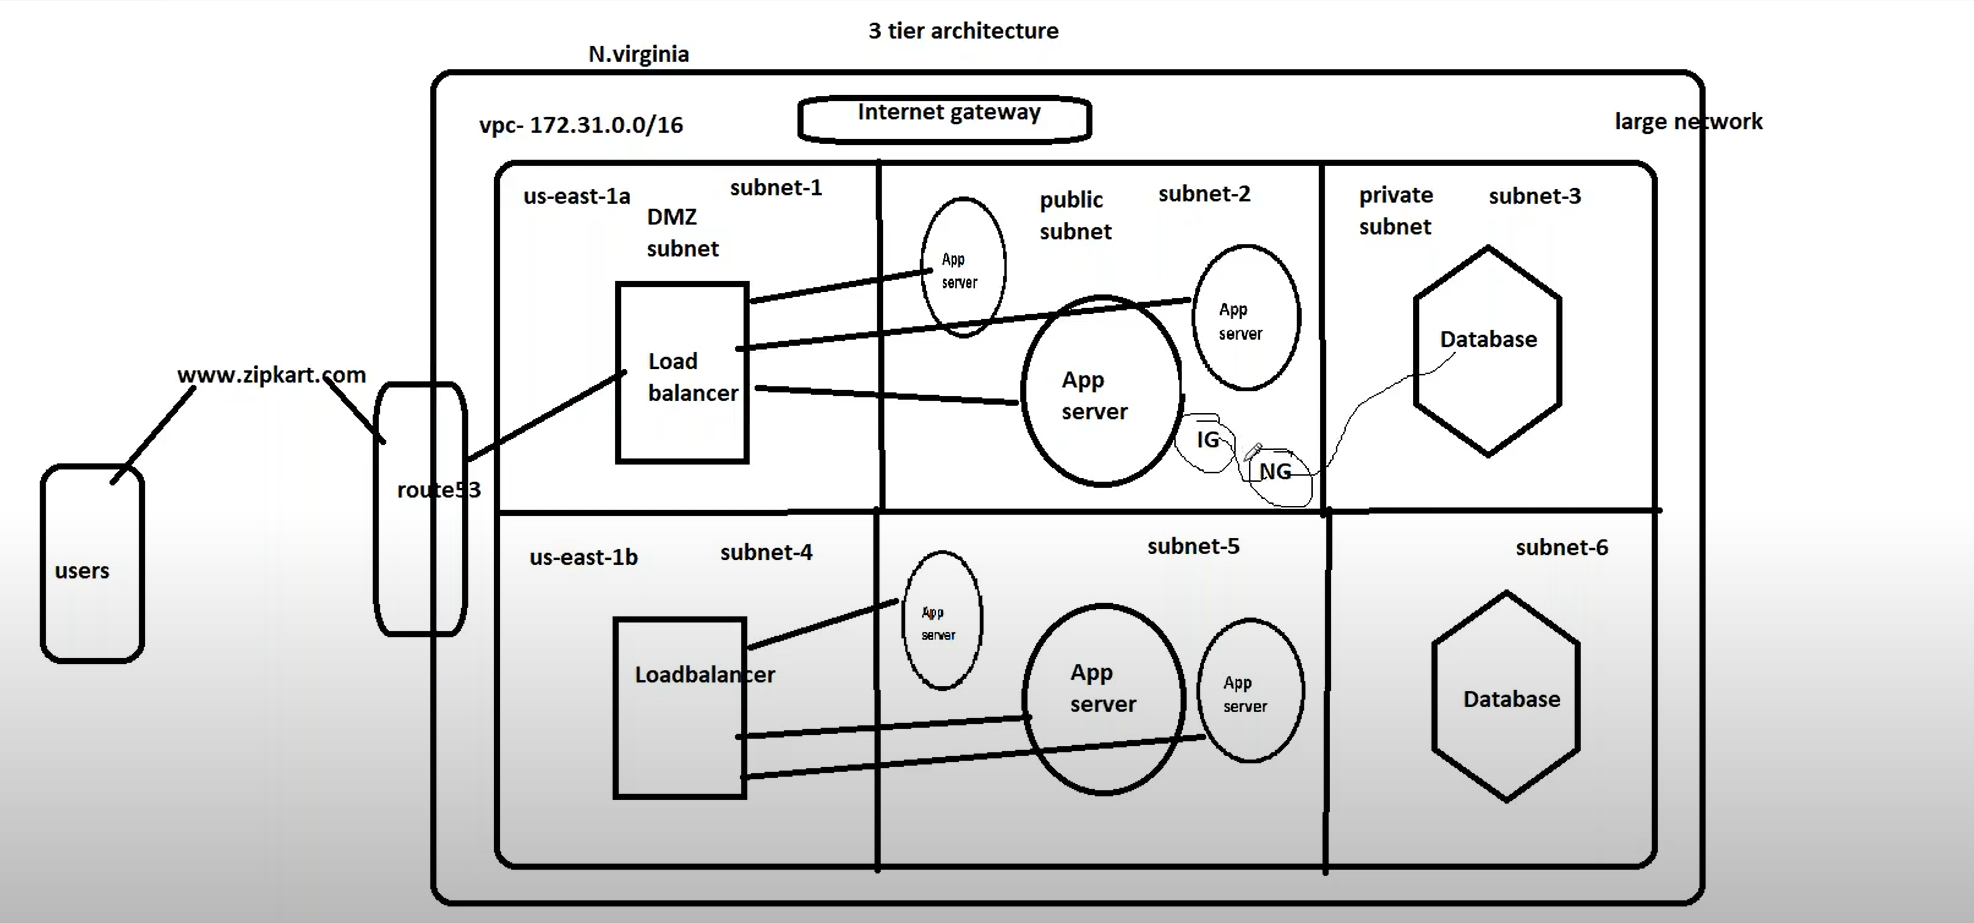 3 tier architecture
N.virginia
vpc- 172.31.0.0/16
Internet gateway
large network
us-east-1a
subnet-1
DMZ
subnet
public
subnet
subnet-2
private
subnet
subnet-3
App
server
App
server
App
server
Load
balancer
Database
IG
NG
www.zipkart.com
route53
users
us-east-1b
subnet-4
subnet-5
subnet-6
App
server
App
server
App
server
Loadbalancer
Database